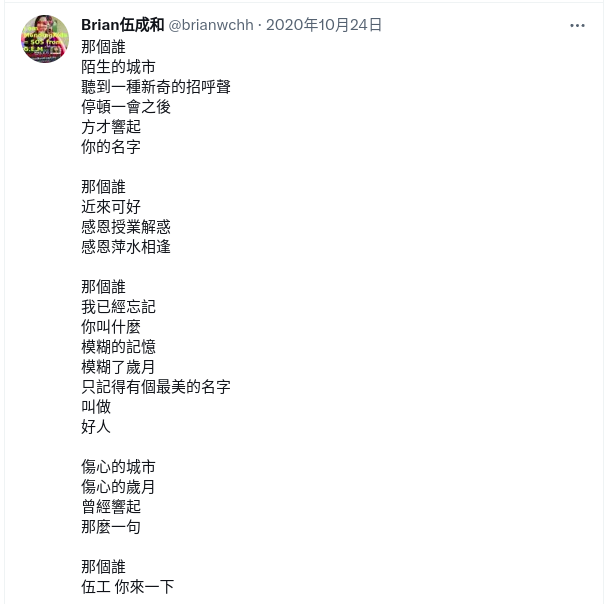 Brian伍成和 @brianwchh · 2020年10月24日
那個誰
陌生的城市
聽到一種新奇的招呼聲
停頓一會之後
方才響起
你的名字
那個誰
近來可好
感恩授業解惑
感恩萍水相逢
那個誰
我已經忘記
你叫什麼
模糊的記憶
模糊了歲月
只記得有個最美的名字
叫做
好人
傷心的城市
傷心的歲月
曾經響起
那麼一句
那個誰
伍工 你來一下